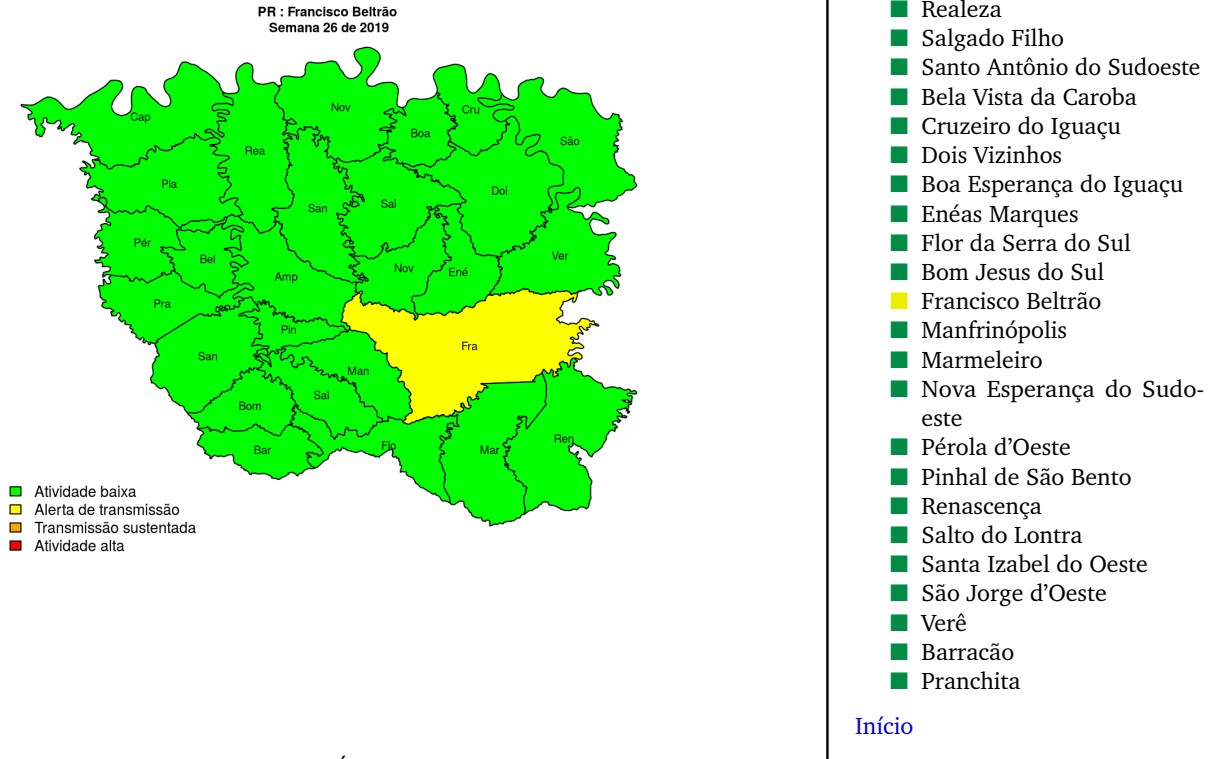 PR : Francisco Beltrão
Semana 26 de 2019
Nov
Cap
Cru
Boa
São
Rea
Pla
Doi
Sal
San
Pér
Ver
Bel
Nov
Ené
Amp
Pra
Pin
Fra
San
Man
Sal
Bom
Ren
Flo
Bar
Mar
Atividade baixa
Alerta de transmissão
Transmissão sustentada
Atividade alta
Realeza
Salgado Filho
Santo Antônio do Sudoeste
Bela Vista da Caroba
Cruzeiro do Iguaçu
Dois Vizinhos
Boa Esperança do Iguaçu
Enéas Marques
Flor da Serra do Sul
Bom Jesus do Sul
Francisco Beltrão
Manfrinópolis
Marmeleiro
Nova Esperança do Sudo-
este
Pérola d'Oeste
Pinhal de São Bento
Renascença
Salto do Lontra
Santa Izabel do Oeste
São Jorge d'Oeste
Verê
Barracão
Pranchita
Início